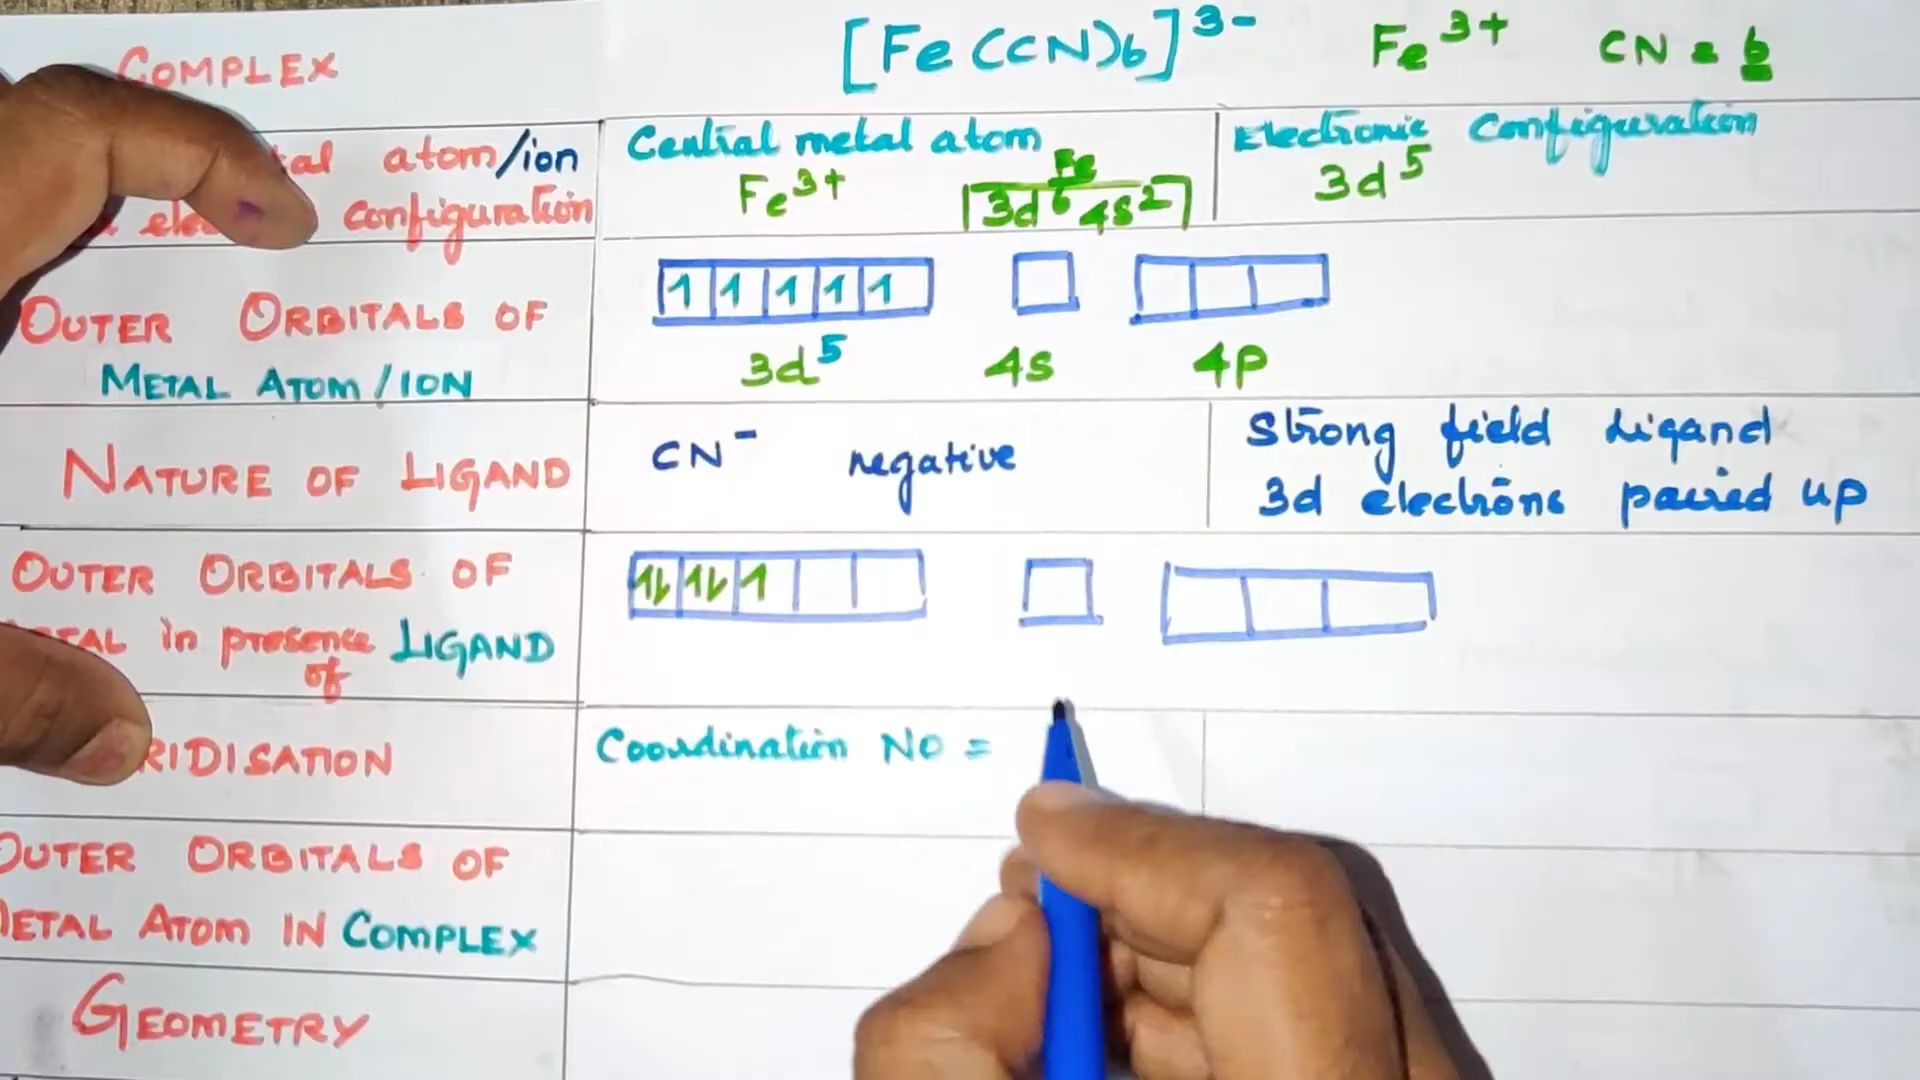 COMPLEX
[Fe(CN)6]3-
Fe3+
CN = 6
atom/ion
configuration
Central metal atom
Fe3+
Fe
3d6 4s2
Electronic Configuration
3d5
OUTER ORBITALS OF
METAL ATOM/ION
1 1 1 1 1
3d5
4s
4p
NATURE OF LIGAND
CN-
negative
Strong field Ligand
3d electrons paired up
OUTER ORBITALS OF
in presence LIGAND
of
1l 1l 1
RIDISATION
Coordination NO =
OUTER ORBITALS OF
METAL ATOM IN COMPLEX
GEOMETRY